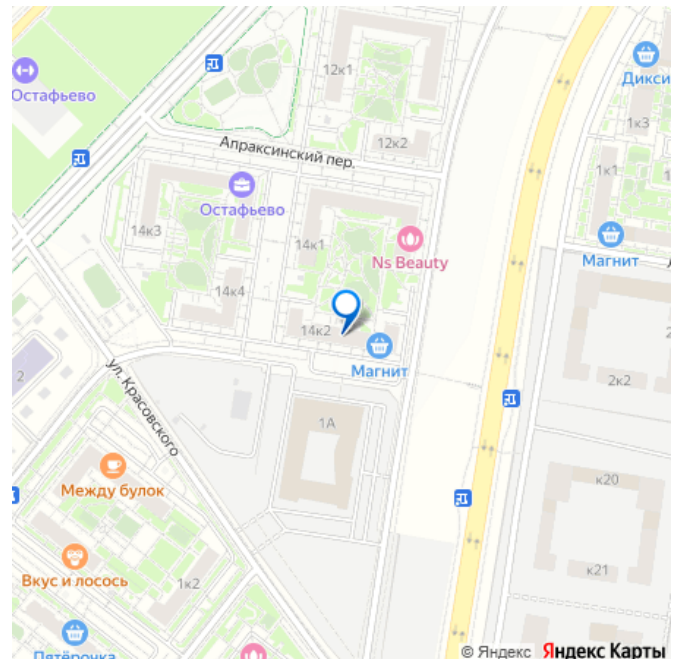 Остафьево
12к1
12к2
Дикси
1к3
1к1
Апраксинский пер.
Остафьево
14к3
14к1
Ns Beauty
Магнит
14к4
14к2
Магнит
2
ул. Красовского
1А
2к2
Между булок
к20
Вкус и лосось
1к2
к21
Пятёрочка
© Яндекс Яндекс Карты